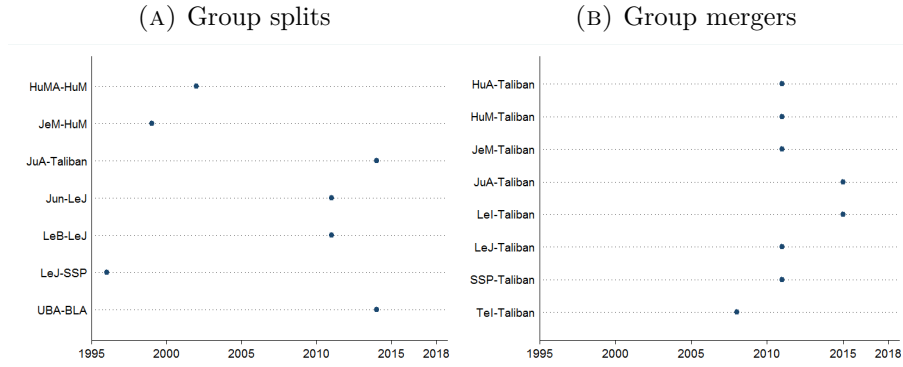 (A) Group splits
HuMA-HuM
JeM-HuM
JuA-Taliban
Jun-LeJ
LeB-LeJ
LeJ-SSP
UBA-BLA
1995 2000 2005 2010 2015 2018
(B) Group mergers
HuA-Taliban
HuM-Taliban
JeM-Taliban
JuA-Taliban
LeI-Taliban
LeJ-Taliban
SSP-Taliban
TeI-Taliban
1995 2000 2005 2010 2015 2018